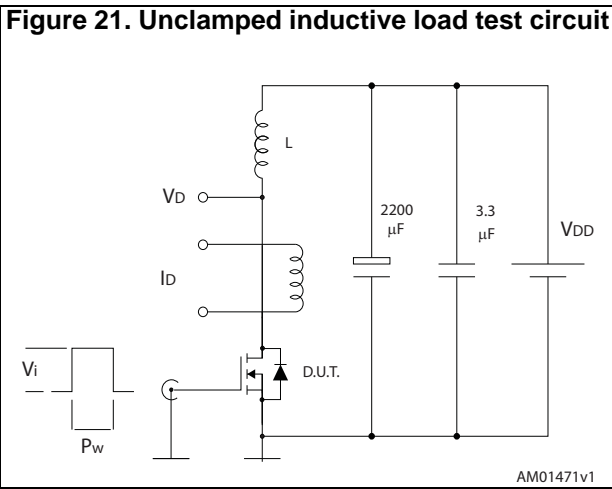 Figure 21. Unclamped inductive load test circuit
L
VD
2200
μF
3.3
μF
VDD
ID
Vi
D.U.T.
Pw
AM01471v1